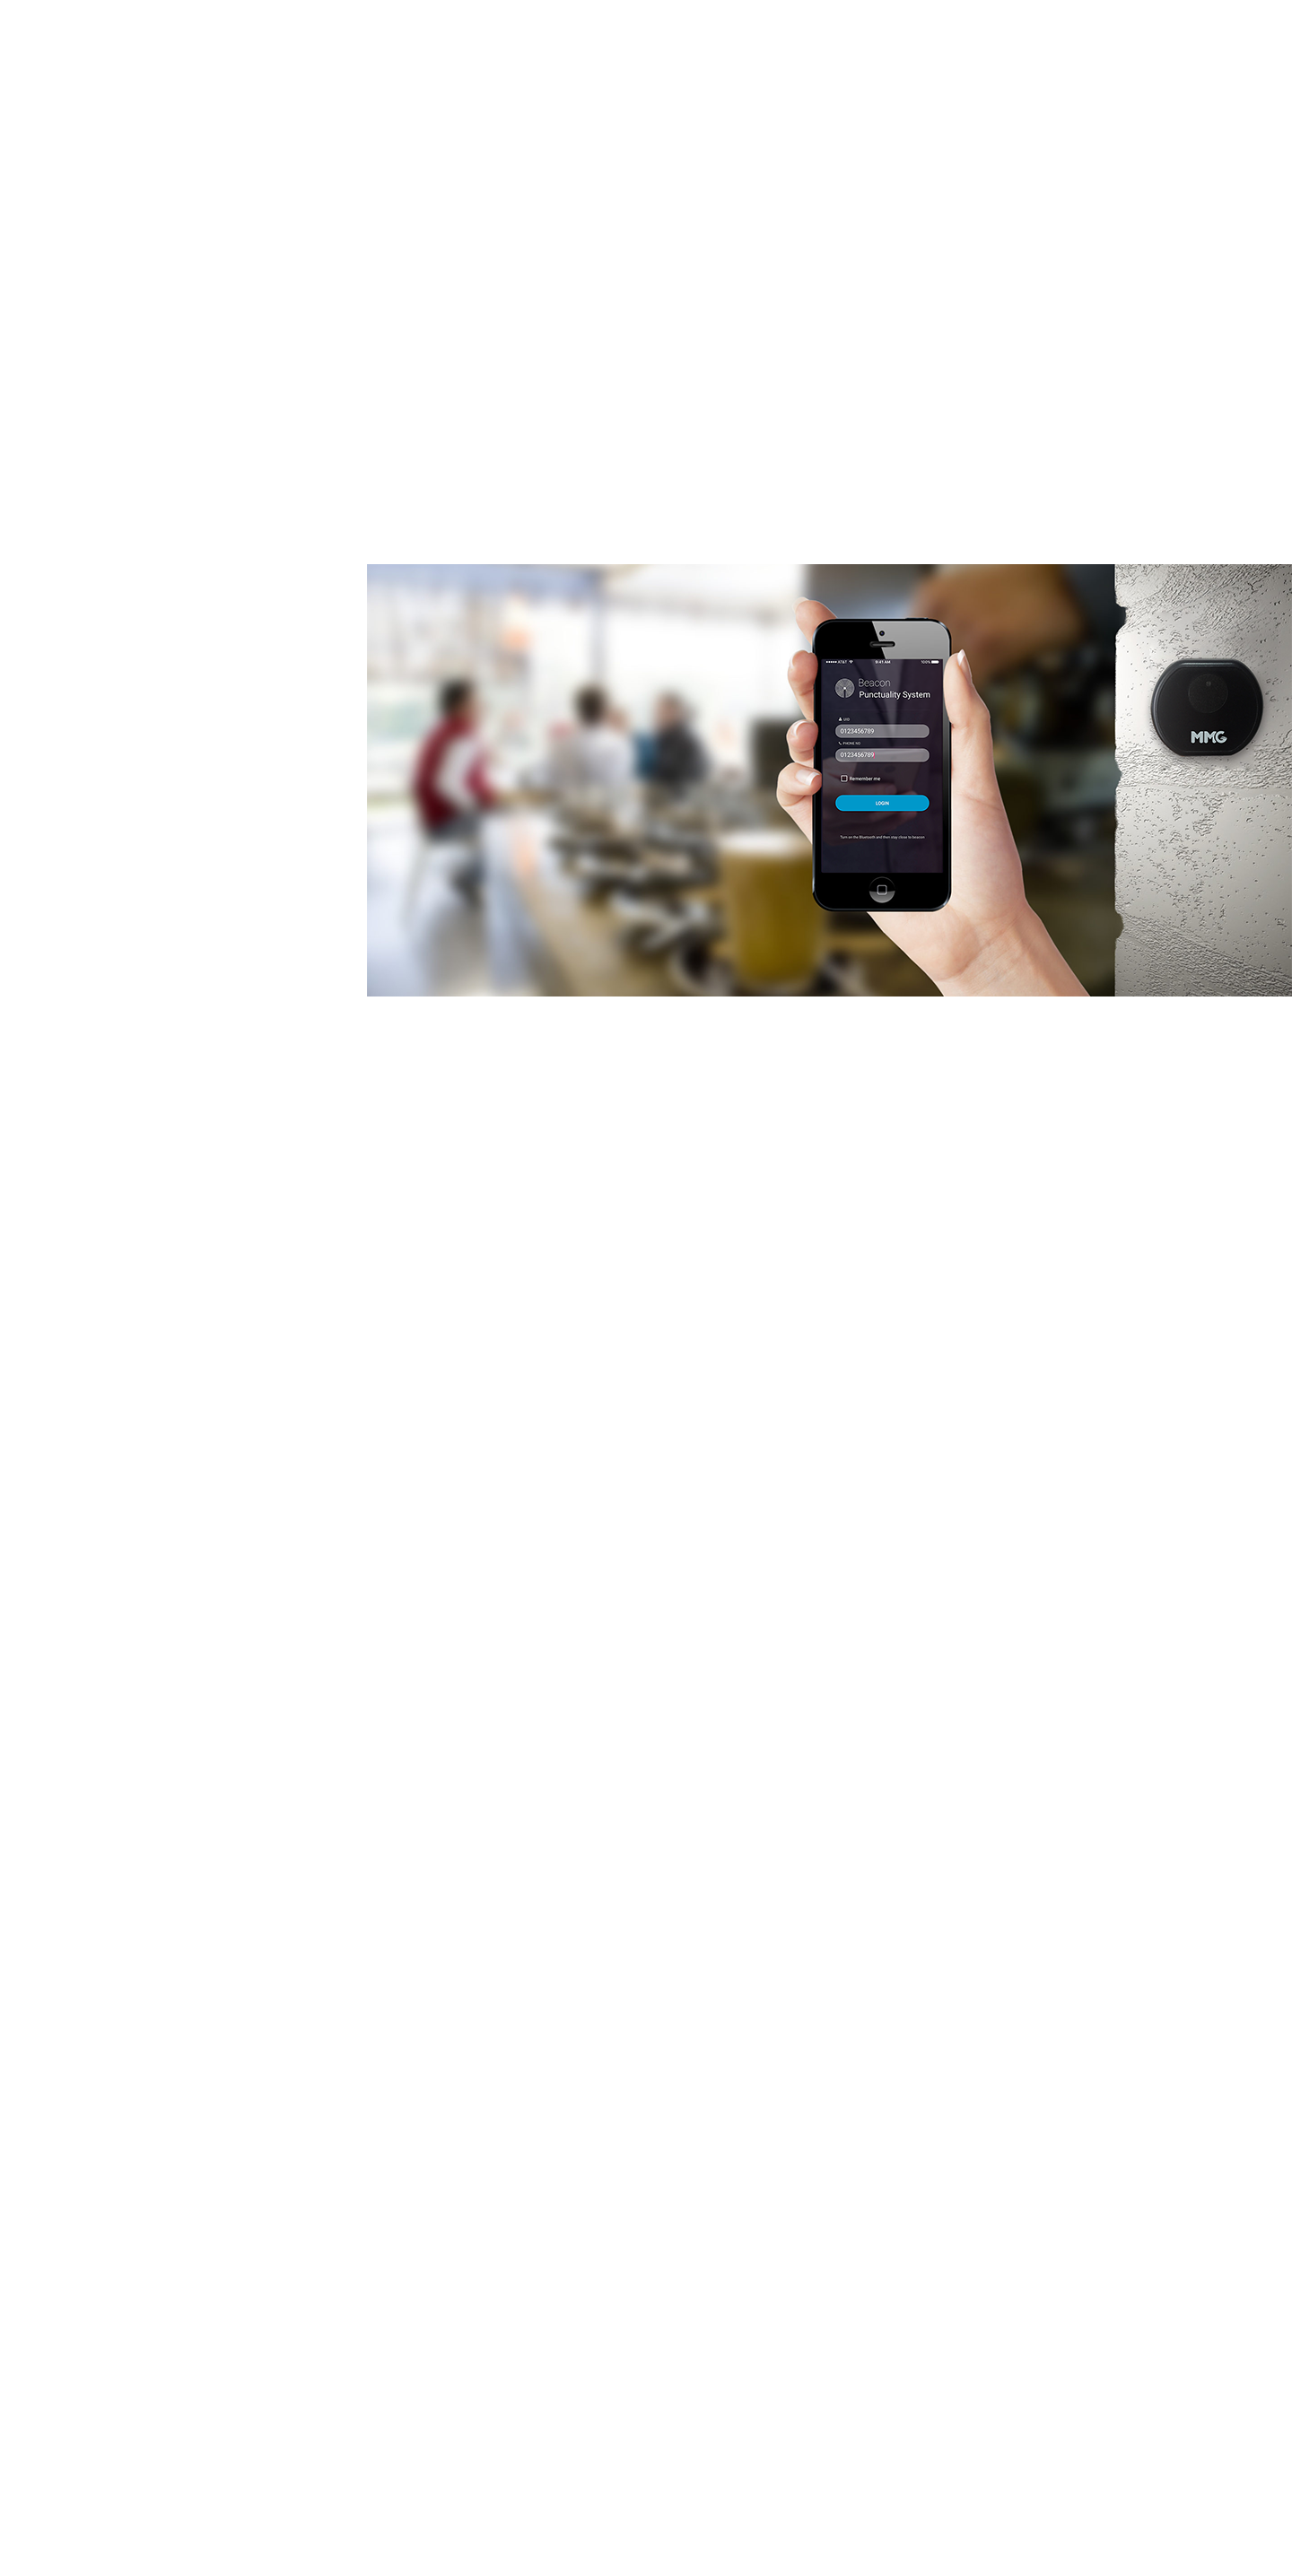 AT&T 9:41 AM 100%
Beacon
Punctuality System
UID
0123456789
PHONE NO
0123456789
Remember me
LOGIN
Turn on the Bluetooth and then stay close to beacon
MMG